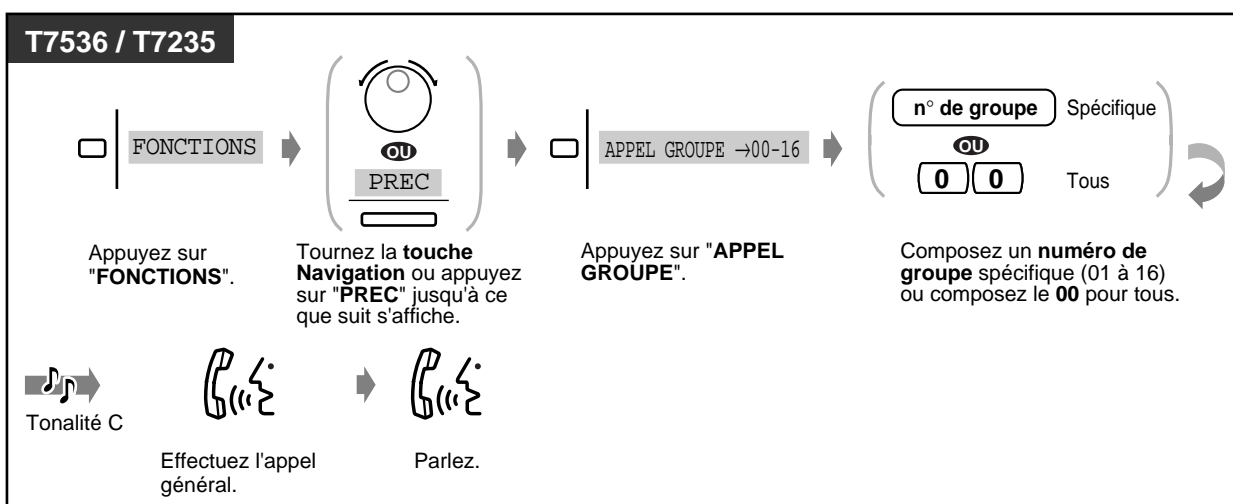 T7536 / T7235
FONCTIONS
OU
PREC
APPEL GROUPE →00-16
n° de groupe
Spécifique
OU
0 0
Tous
Appuyez sur
"FONCTIONS".
Tournez la touche
Navigation ou appuyez
sur "PREC" jusqu'à ce
que suit s'affiche.
Appuyez sur "APPEL
GROUPE".
Composez un numéro de
groupe spécifique (01 à 16)
ou composez le 00 pour tous.
Tonalité C
Effectuez l'appel
général.
Parlez.